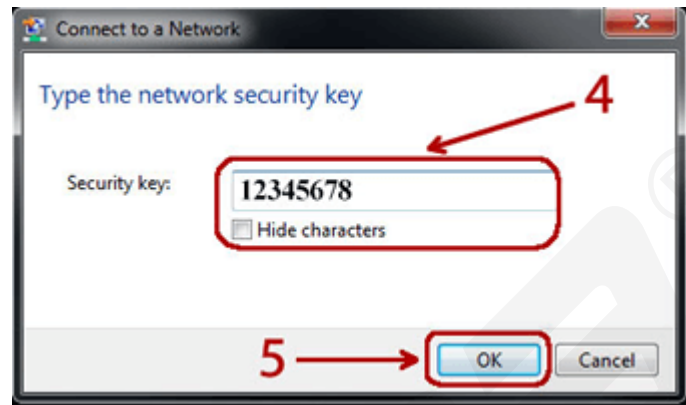 Connect to a Network
Type the network security key
4
Security key:
12345678
Hide characters
5
OK
Cancel
®